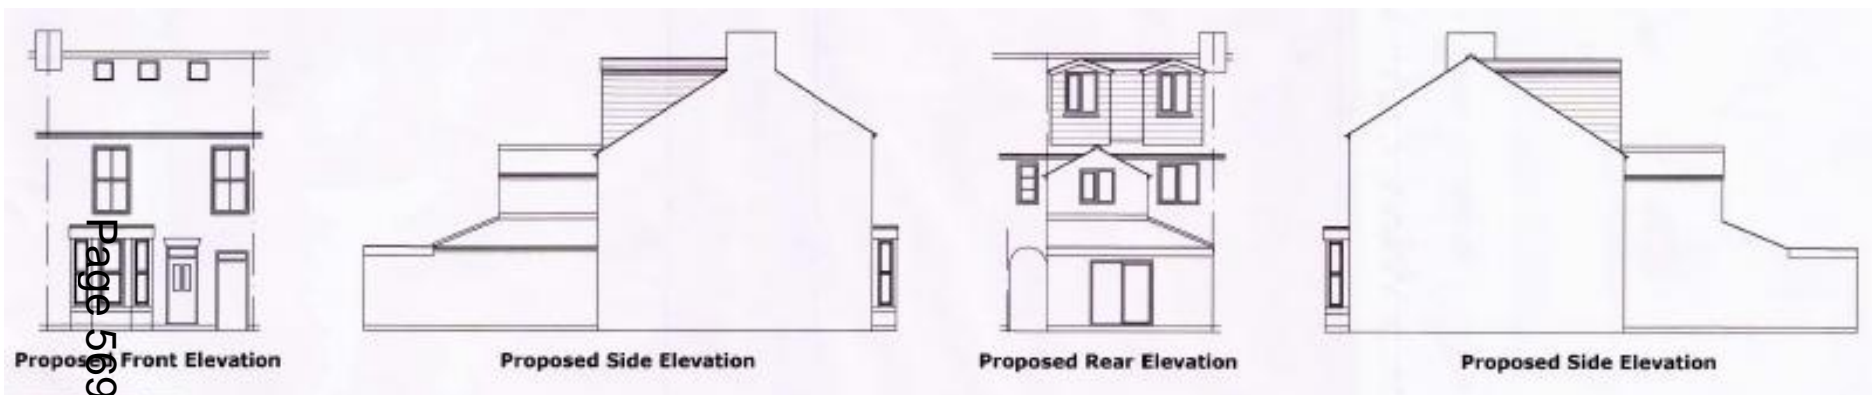 Proposed Front Elevation
Proposed Side Elevation
Proposed Rear Elevation
Proposed Side Elevation
Page 569